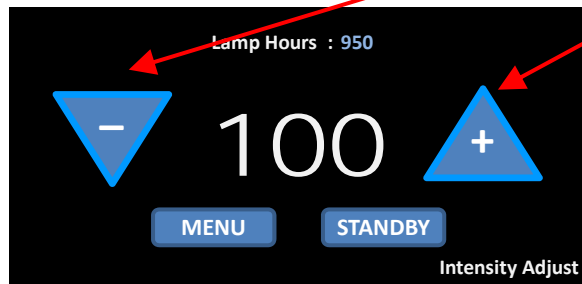 Lamp Hours : 950
– 100 +
MENU STANDBY
Intensity Adjust